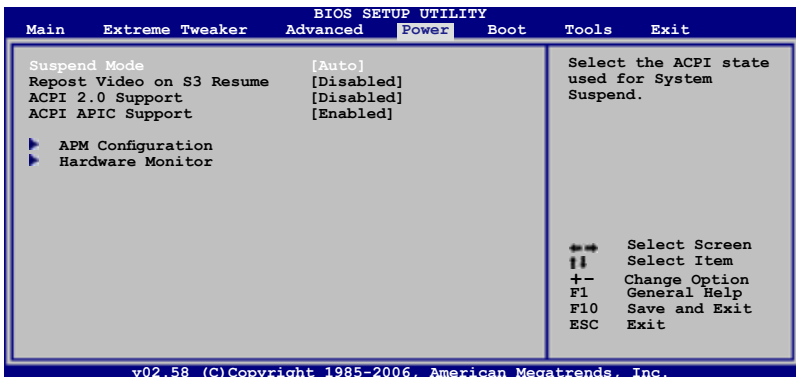 BIOS SETUP UTILITY
Main Extreme Tweaker Advanced Power Boot Tools Exit
Suspend Mode [Auto]
Repost Video on S3 Resume [Disabled]
ACPI 2.0 Support [Disabled]
ACPI APIC Support [Enabled]
APM Configuration
Hardware Monitor
Select the ACPI state
used for System
Suspend.
Select Screen
Select Item
+- Change Option
F1 General Help
F10 Save and Exit
ESC Exit
v02.58 (C)Copyright 1985-2006, American Megatrends, Inc.